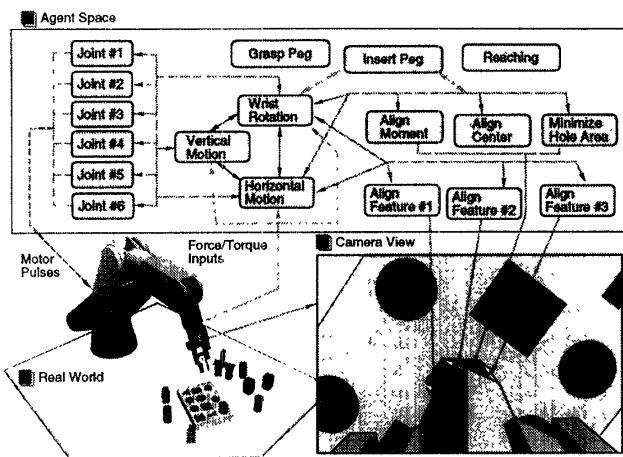 Agent Space
Joint #1
Joint #2
Joint #3
Joint #4
Joint #5
Joint #6
Grasp Peg
Insert Peg
Reaching
Wrist
Rotation
Vertical
Motion
Horizontal
Motion
Align
Moment
Align
Center
Minimize
Hole Area
Align
Feature #1
Align
Feature #2
Align
Feature #3
Motor
Pulses
Force/Torque
Inputs
Camera View
Real World